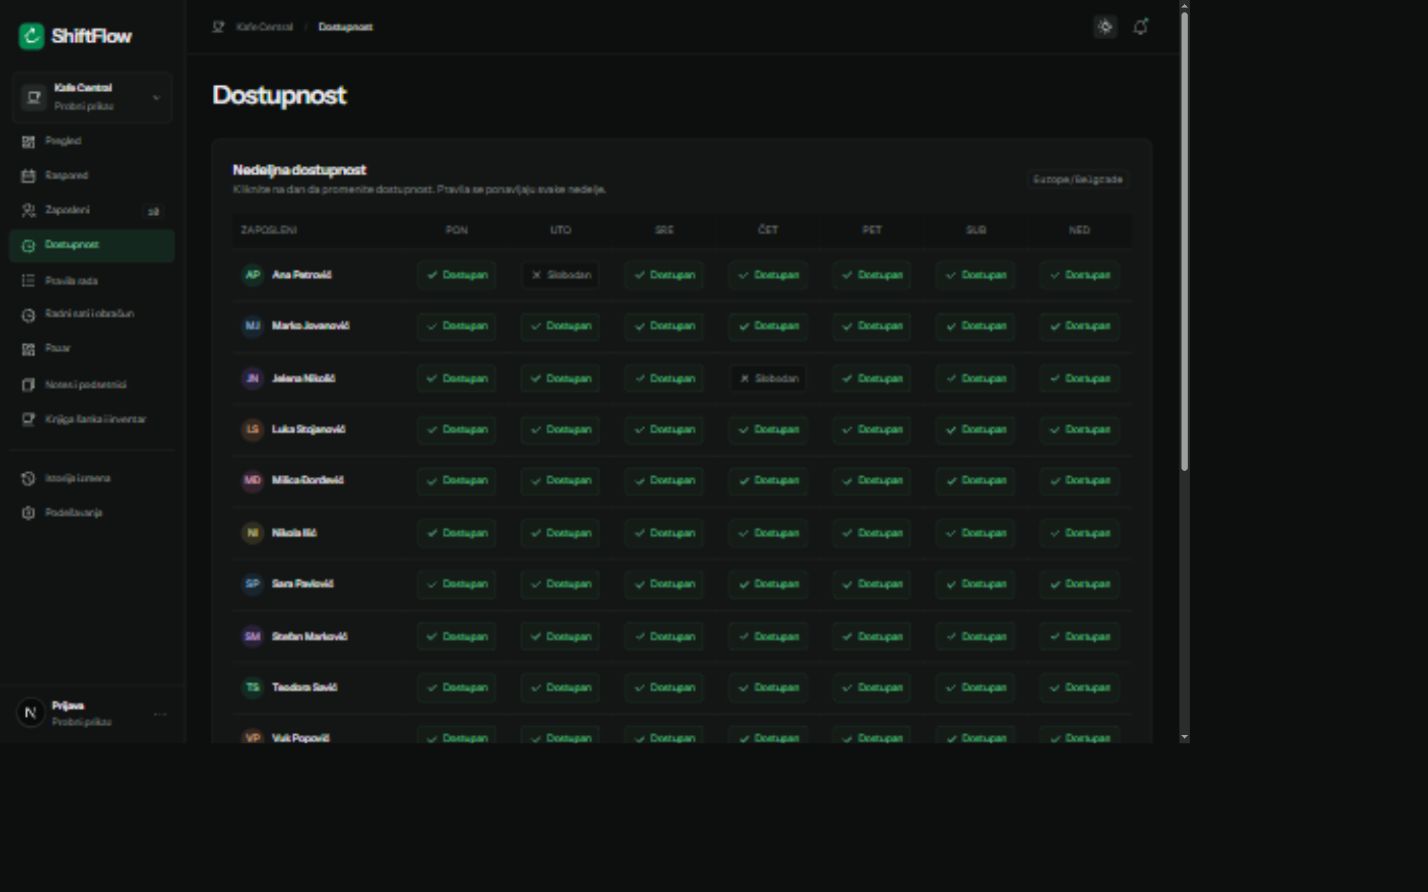 ShiftFlow
Kafe Central
Probni prikaz
Pregled
Raspored
Zaposleni 10
Dostupnost
Pravila rada
Radni sati i obračun
Pazar
Notes i podsetnici
Knjiga šanka i inventar
Istorija izmena
Podešavanja
N Prijava
Probni prikaz
Kafe Central / Dostupnost
Dostupnost
Nedeljna dostupnost
Kliknite na dan da promenite dostupnost. Pravila se ponavljaju svake nedelje.
Europe/Belgrade
ZAPOSLENI PON UTO SRE ČET PET SUB NED
AP Ana Petrović Dostupan Slobodan Dostupan Dostupan Dostupan Dostupan Dostupan
MJ Marko Jovanović Dostupan Dostupan Dostupan Dostupan Dostupan Dostupan Dostupan
JN Jelena Nikolić Dostupan Dostupan Dostupan Slobodan Dostupan Dostupan Dostupan
LS Luka Stojanović Dostupan Dostupan Dostupan Dostupan Dostupan Dostupan Dostupan
MĐ Milica Đorđević Dostupan Dostupan Dostupan Dostupan Dostupan Dostupan Dostupan
NI Nikola Ilić Dostupan Dostupan Dostupan Dostupan Dostupan Dostupan Dostupan
SP Sara Pavlović Dostupan Dostupan Dostupan Dostupan Dostupan Dostupan Dostupan
SM Stefan Marković Dostupan Dostupan Dostupan Dostupan Dostupan Dostupan Dostupan
TS Teodora Savić Dostupan Dostupan Dostupan Dostupan Dostupan Dostupan Dostupan
VP Vuk Popović Dostupan Dostupan Dostupan Dostupan Dostupan Dostupan Dostupan